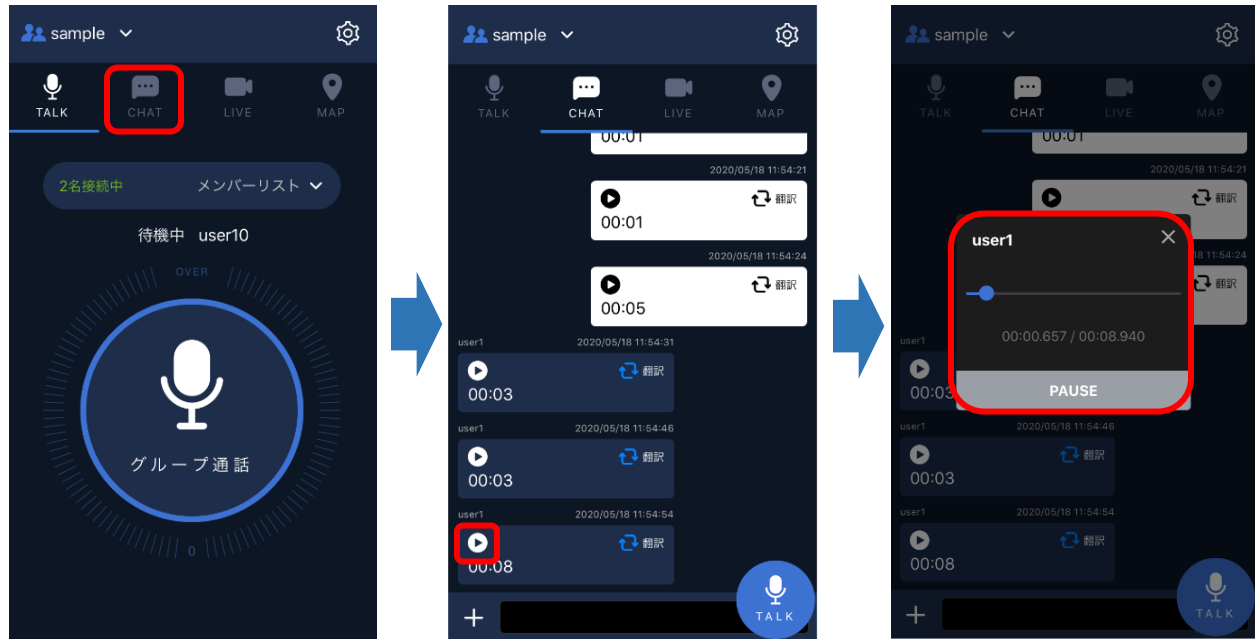 sample
TALK CHAT LIVE MAP
2名接続中 メンバーリスト
待機中 user10
OVER
グループ通話
0
sample
TALK CHAT LIVE MAP
00:01
2020/05/18 11:54:21
翻訳
00:01
2020/05/18 11:54:24
翻訳
00:05
user1 2020/05/18 11:54:31
翻訳
00:03
user1 2020/05/18 11:54:46
翻訳
00:03
user1 2020/05/18 11:54:54
翻訳
00:08
TALK
sample
TALK CHAT LIVE MAP
00:01
2020/05/18 11:54:21
翻訳
user1
18 11:54:24
翻訳
00:00.657 / 00:08.940
user1
00:03
PAUSE
user1 2020/05/18 11:54:46
翻訳
00:03
user1 2020/05/18 11:54:54
翻訳
00:08
TALK